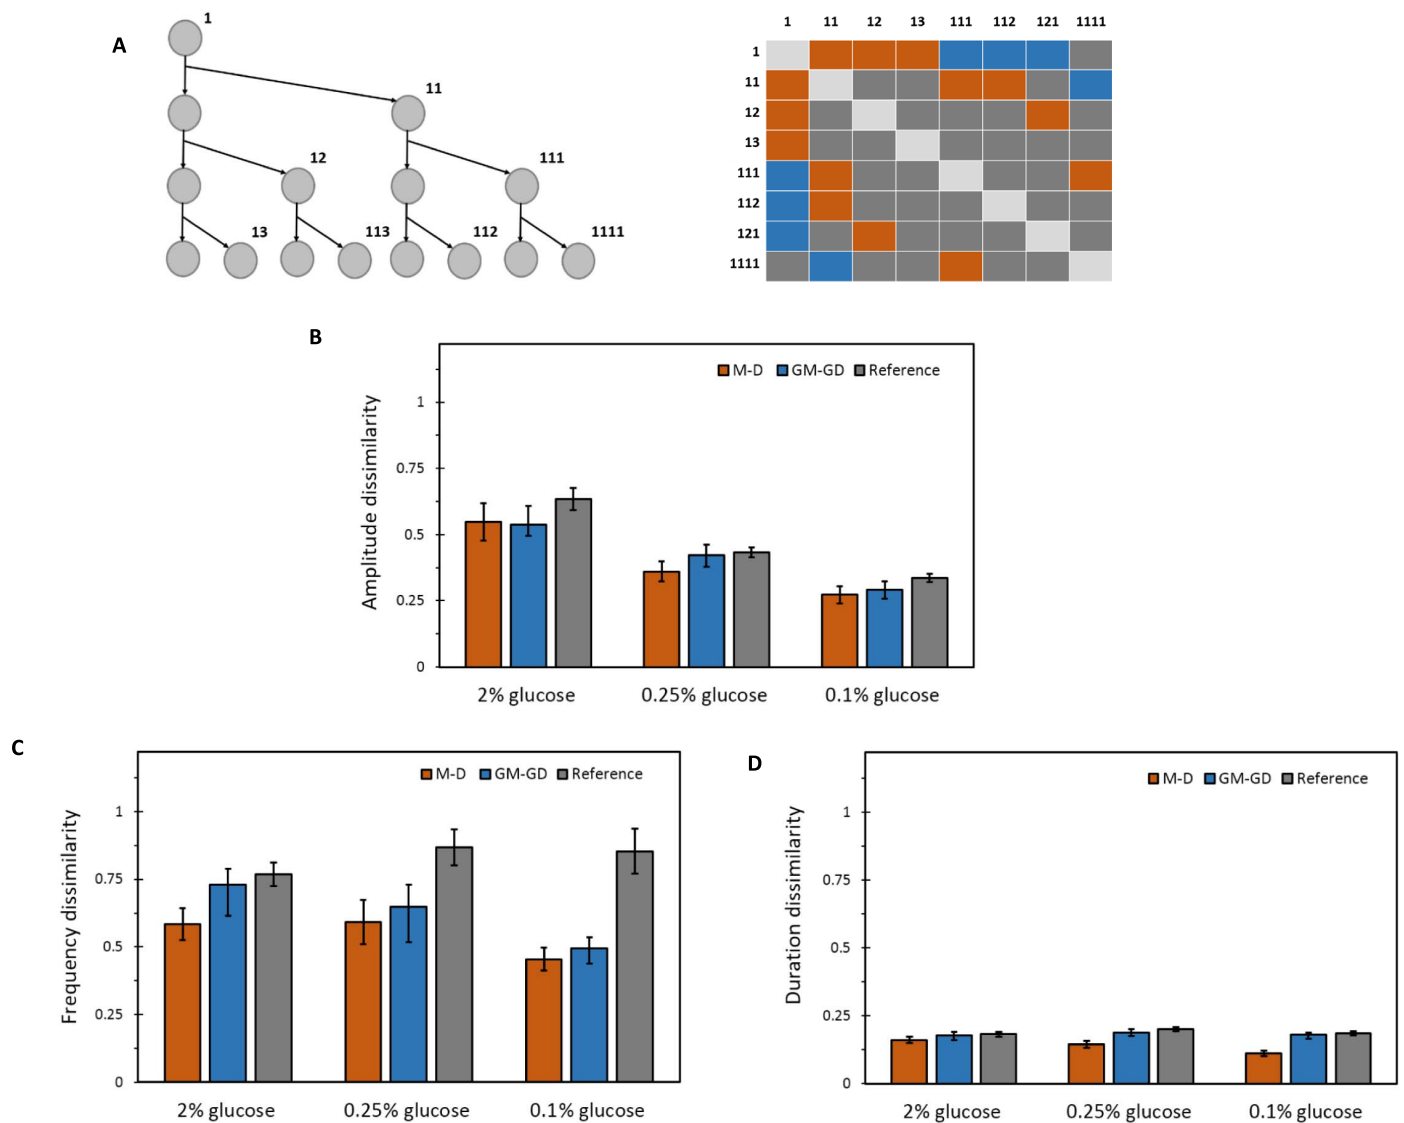 A
1
11
12
111
13
113
112
1111
1 11 12 13 111 112 121 1111
1
11
12
13
111
112
121
1111
B
M-D GM-GD Reference
Amplitude dissimilarity
1
0.75
0.5
0.25
0
2% glucose 0.25% glucose 0.1% glucose
C
M-D GM-GD Reference
Frequency dissimilarity
1
0.75
0.5
0.25
0
2% glucose 0.25% glucose 0.1% glucose
D
M-D GM-GD Reference
Duration dissimilarity
1
0.75
0.5
0.25
0
2% glucose 0.25% glucose 0.1% glucose